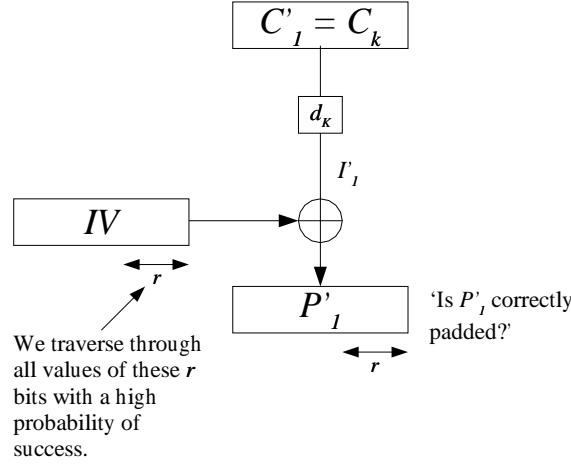 C'₁ = Cₖ
d_K
I'₁
IV
r
P'₁
r
'Is P'₁ correctly
padded?'
We traverse through
all values of these r
bits with a high
probability of
success.